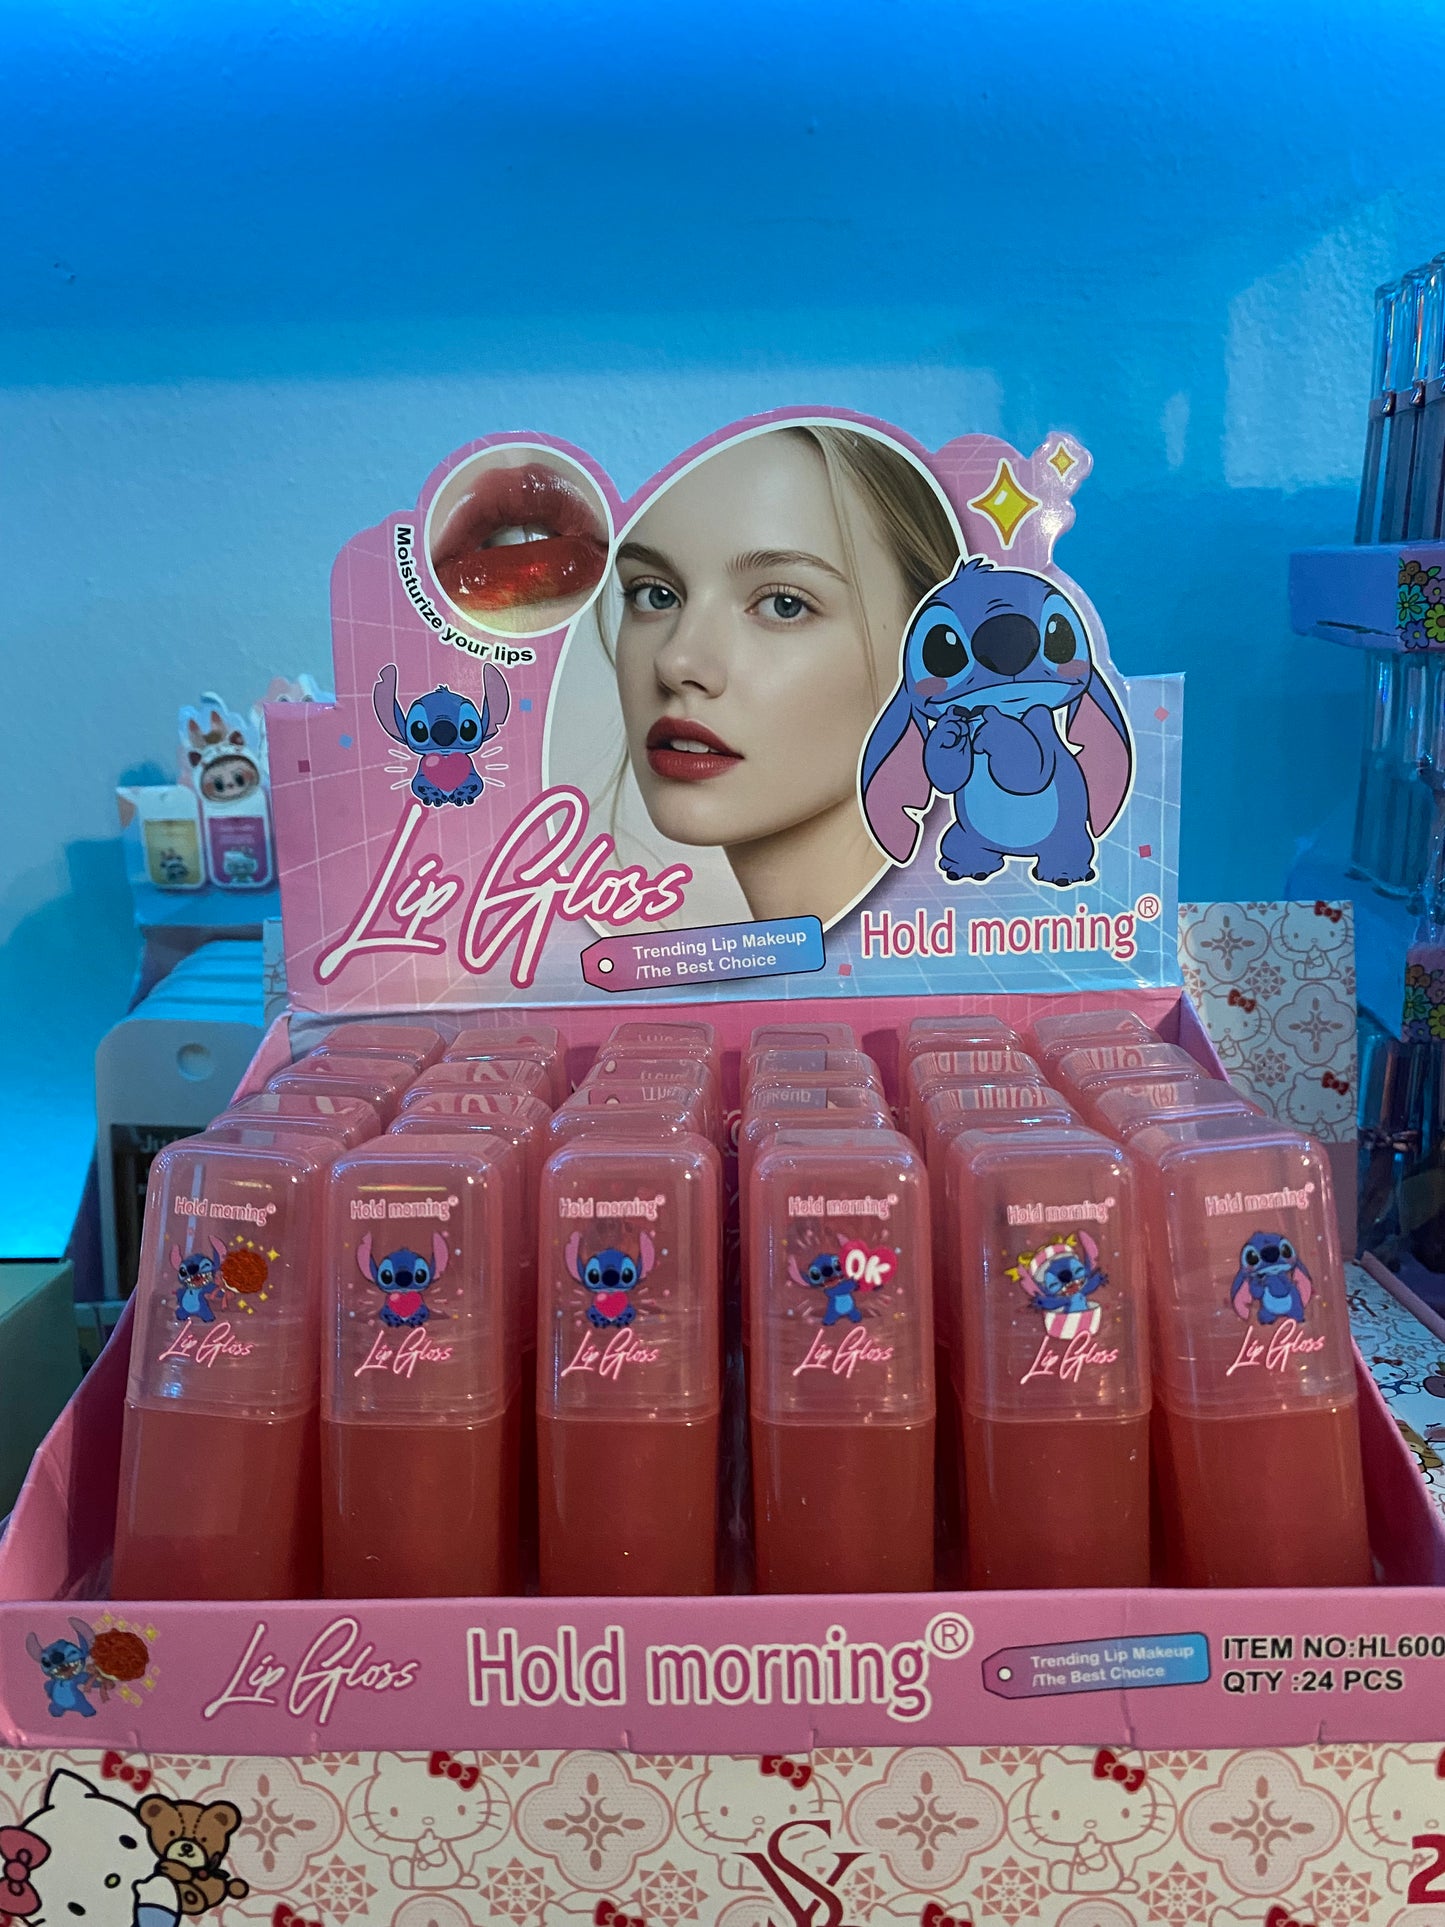 Moisturize your lips
Lip Gloss
Trending Lip Makeup
/The Best Choice
Hold morning®
Hold morning®
Lip Gloss
Hold morning®
Lip Gloss
Hold morning®
Lip Gloss
Hold morning®
OK
Lip Gloss
Hold morning®
Lip Gloss
Hold morning®
Lip Gloss
Lip Gloss
Hold morning®
Trending Lip Makeup
/The Best Choice
ITEM NO:HL600
QTY :24 PCS